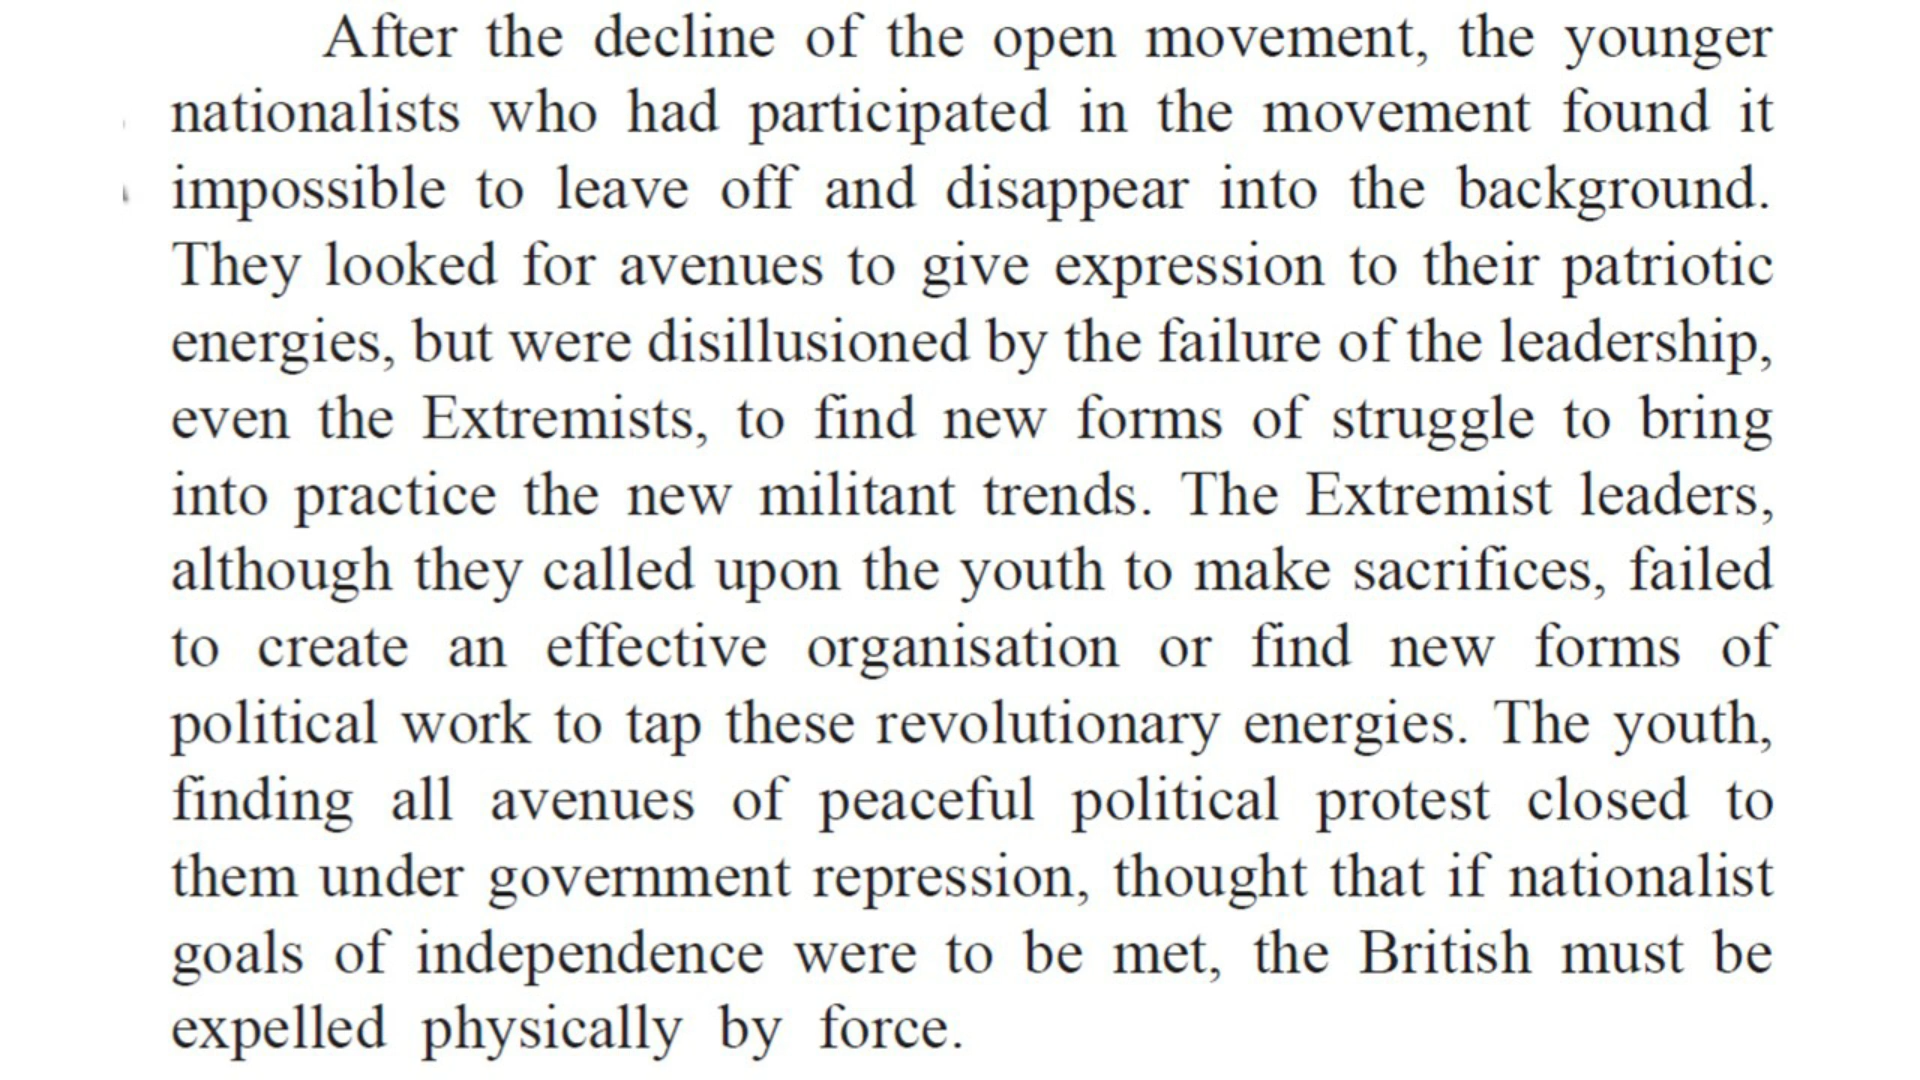 After the decline of the open movement, the younger
nationalists who had participated in the movement found it
impossible to leave off and disappear into the background.
They looked for avenues to give expression to their patriotic
energies, but were disillusioned by the failure of the leadership,
even the Extremists, to find new forms of struggle to bring
into practice the new militant trends. The Extremist leaders,
although they called upon the youth to make sacrifices, failed
to create an effective organisation or find new forms of
political work to tap these revolutionary energies. The youth,
finding all avenues of peaceful political protest closed to
them under government repression, thought that if nationalist
goals of independence were to be met, the British must be
expelled physically by force.